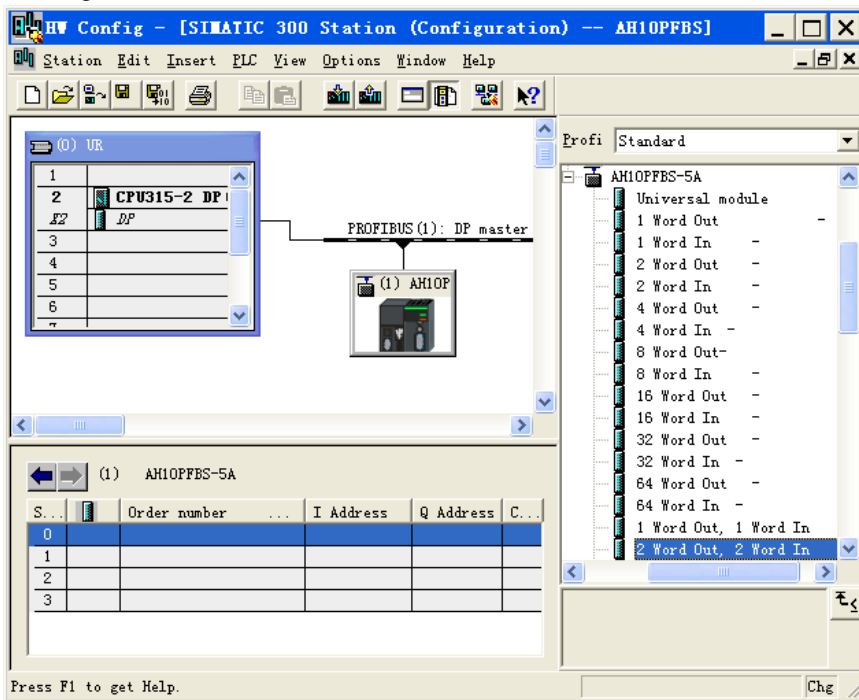 HW Config - [SIMATIC 300 Station (Configuration) -- AH10PFBS]
Station Edit Insert PLC View Options Window Help
(0) UR
1
2 CPU315-2 DP
X2 DP
3
4
5
6
PROFIBUS(1): DP master
(1) AH10P
Profi Standard
AH10PFBS-5A
Universal module
1 Word Out -
1 Word In -
2 Word Out -
2 Word In -
4 Word Out -
4 Word In -
8 Word Out-
8 Word In -
16 Word Out -
16 Word In -
32 Word Out -
32 Word In -
64 Word Out -
64 Word In -
1 Word Out, 1 Word In
2 Word Out, 2 Word In
(1) AH10PFBS-5A
S... Order number ... I Address Q Address C...
0
1
2
3
Press F1 to get Help.
Chg